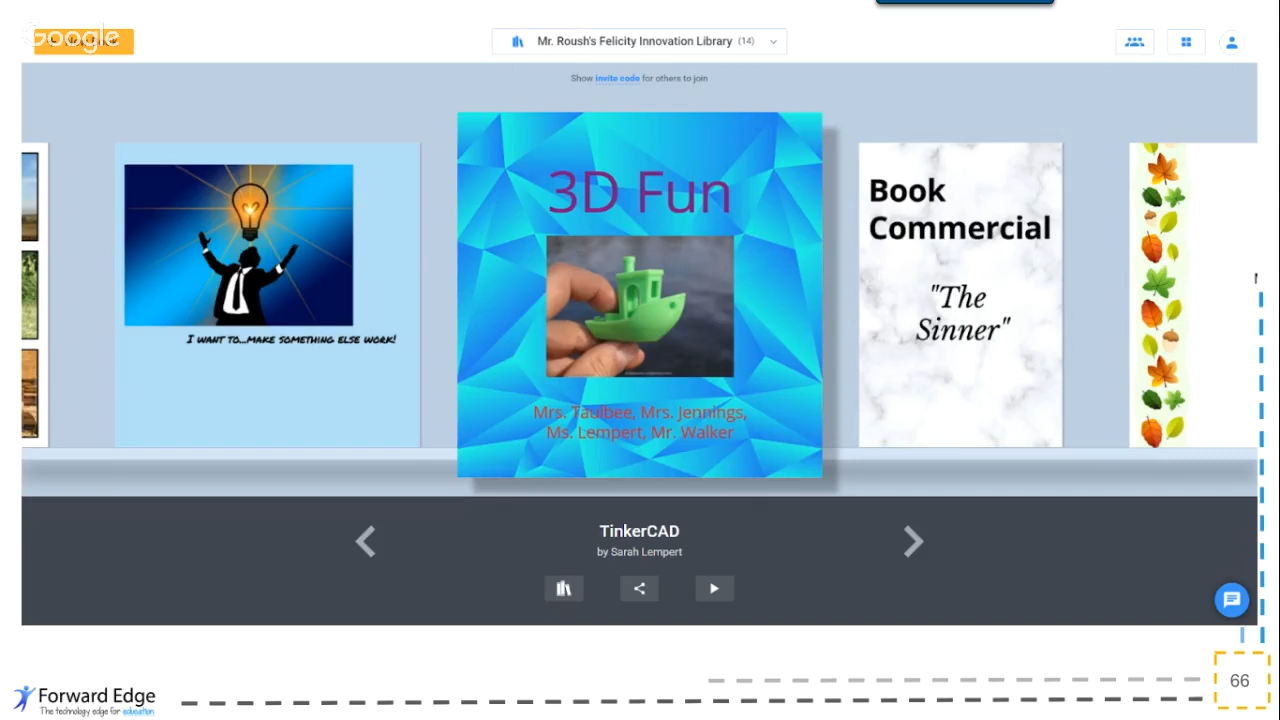 Google
Mr. Roush's Felicity Innovation Library (14)
Show invite code for others to join
I WANT TO...MAKE SOMETHING ELSE WORK!
3D Fun
Mrs. Taulbee, Mrs. Jennings,
Ms. Lempert, Mr. Walker
Book
Commercial
"The
Sinner"
TinkerCAD
by Sarah Lempert
Forward Edge
The technology edge for education
66